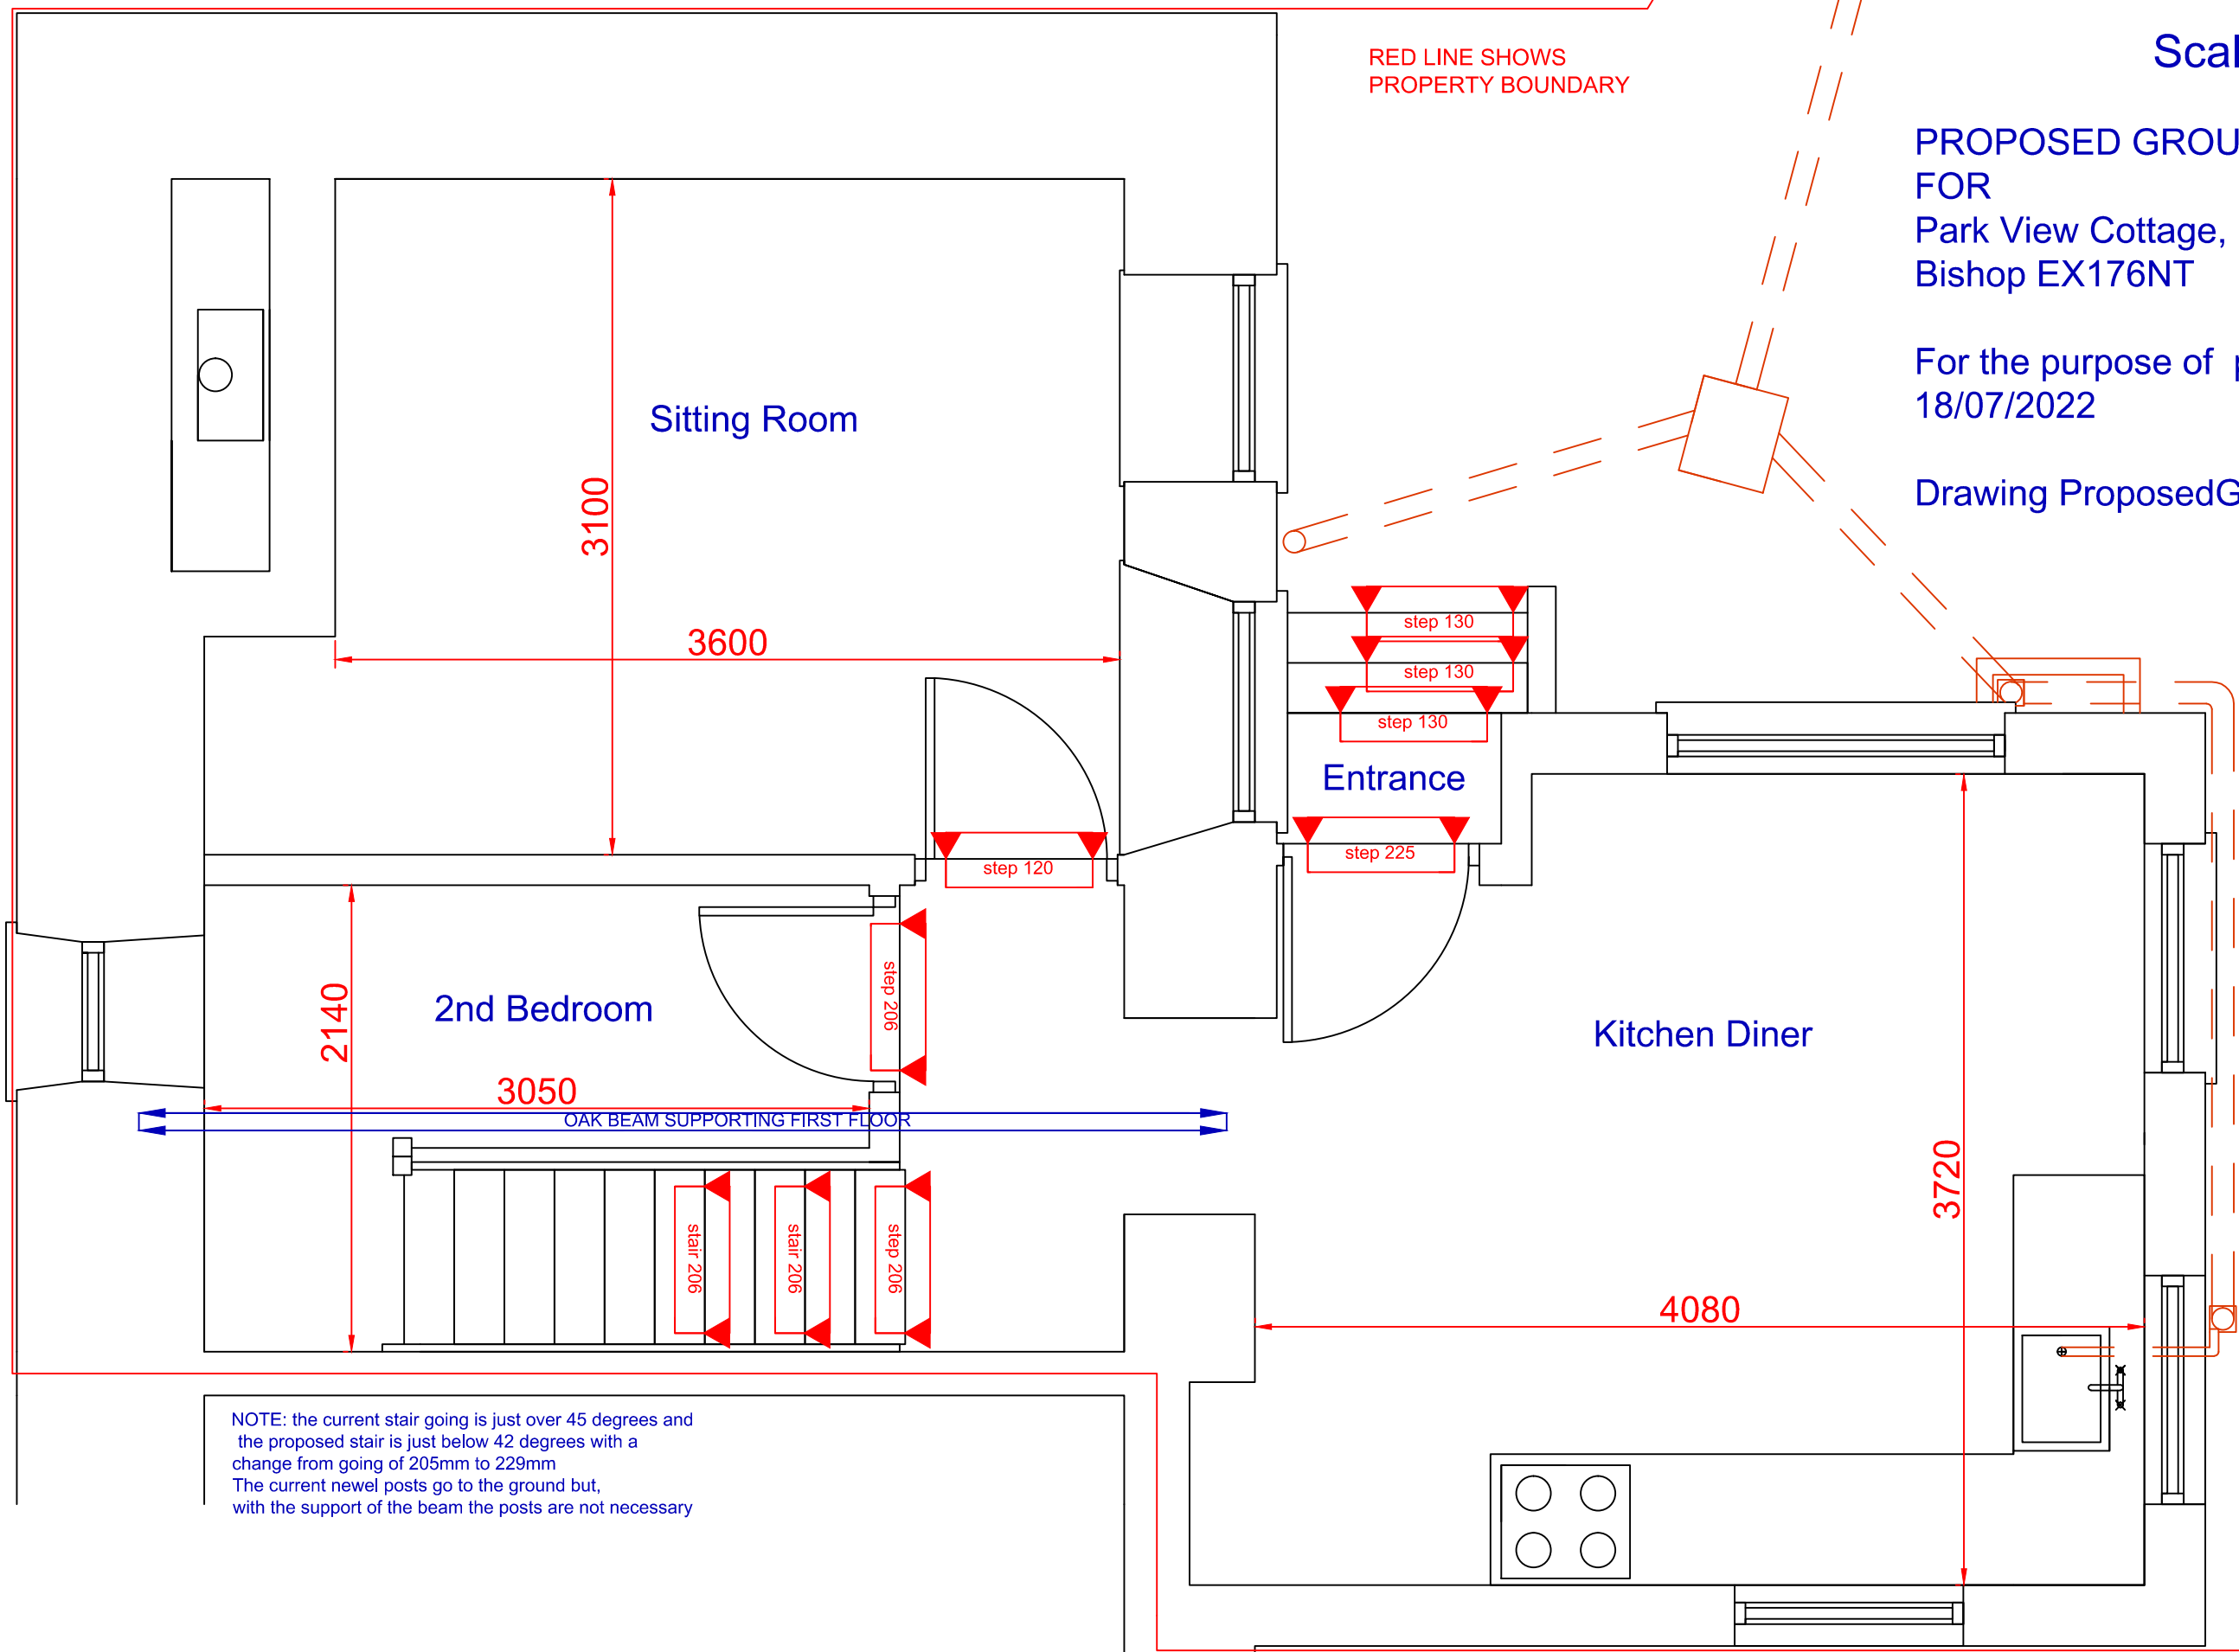 RED LINE SHOWS
PROPERTY BOUNDARY
Scal
PROPOSED GROU
FOR
Park View Cottage,
Bishop EX176NT
For the purpose of p
18/07/2022
Drawing ProposedG
Sitting Room
3100
3600
step 130
step 130
step 130
Entrance
step 225
step 120
2nd Bedroom
2140
3050
step 206
OAK BEAM SUPPORTING FIRST FLOOR
stair 206
stair 206
step 206
Kitchen Diner
3720
4080
NOTE: the current stair going is just over 45 degrees and
the proposed stair is just below 42 degrees with a
change from going of 205mm to 229mm
The current newel posts go to the ground but,
with the support of the beam the posts are not necessary